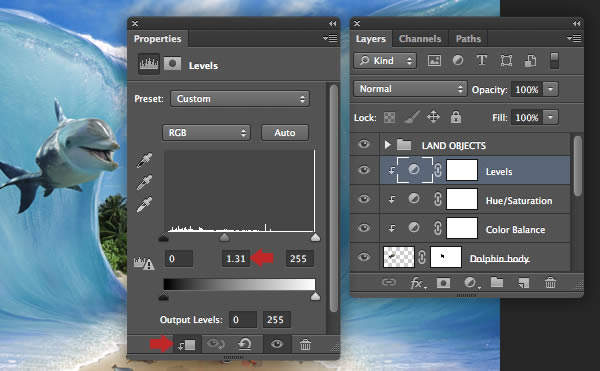 Properties
Levels
Preset: Custom
RGB Auto
0 1.31 255
Output Levels: 0 255
Layers Channels Paths
Kind
Normal Opacity: 100%
Lock: Fill: 100%
LAND OBJECTS
Levels
Hue/Saturation
Color Balance
Dolphin body
fx